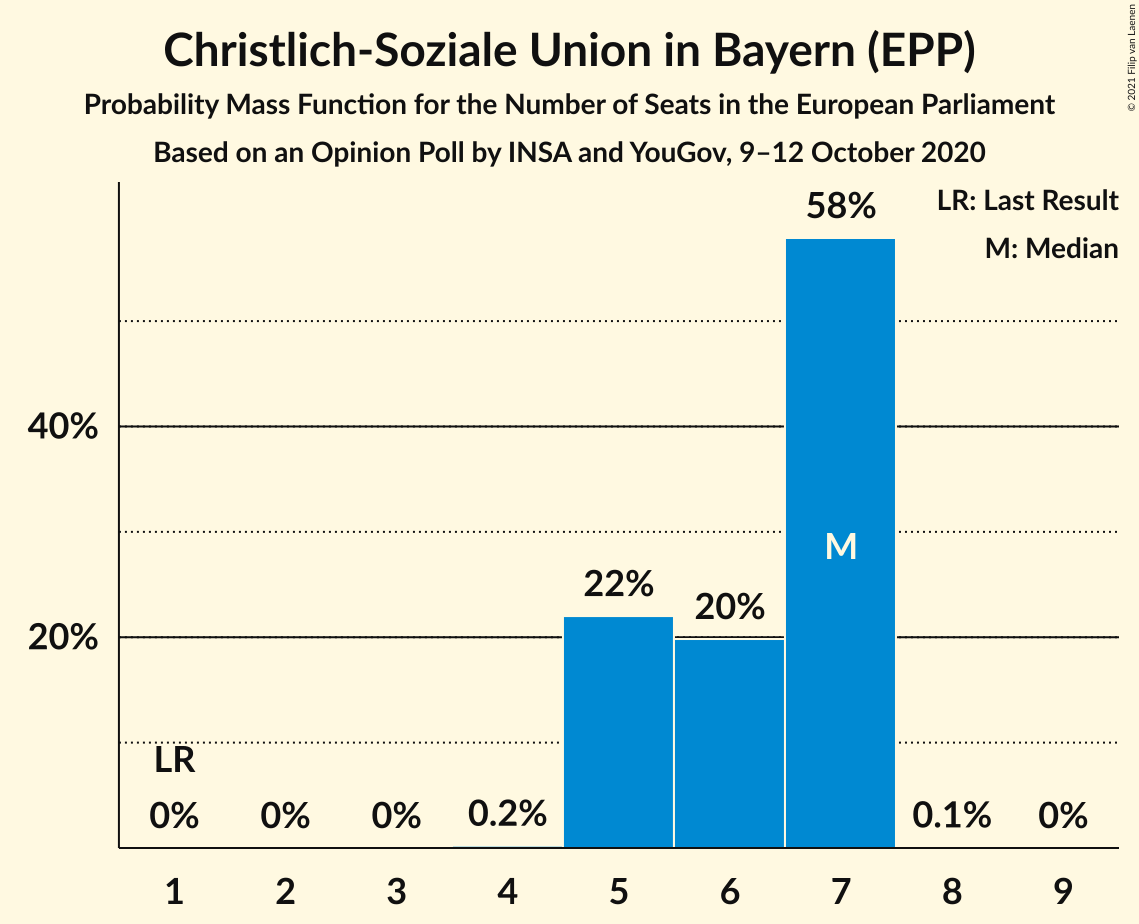 Christlich-Soziale Union in Bayern (EPP)
Probability Mass Function for the Number of Seats in the European Parliament
Based on an Opinion Poll by INSA and YouGov, 9–12 October 2020
© 2021 Filip van Laenen
LR: Last Result
M: Median
58%
40%
M
22%
20%
20%
LR
0%
0%
0%
0.2%
0.1%
0%
1 2 3 4 5 6 7 8 9